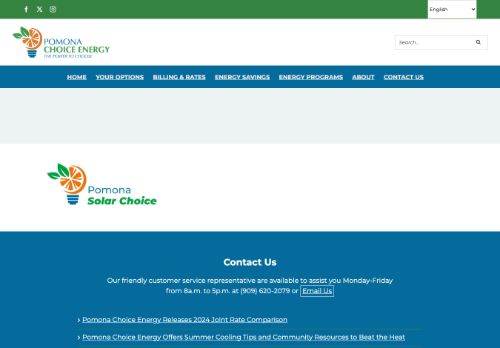 English
POMONA
CHOICE ENERGY
THE POWER TO CHOOSE
Search...
HOME YOUR OPTIONS BILLING & RATES ENERGY SAVINGS ENERGY PROGRAMS ABOUT CONTACT US
Pomona
Solar Choice
Contact Us
Our friendly customer service representative are available to assist you Monday-Friday
from 8a.m. to 5p.m. at (909) 620-2079 or Email Us
Pomona Choice Energy Releases 2024 Joint Rate Comparison
Pomona Choice Energy Offers Summer Cooling Tips and Community Resources to Beat the Heat